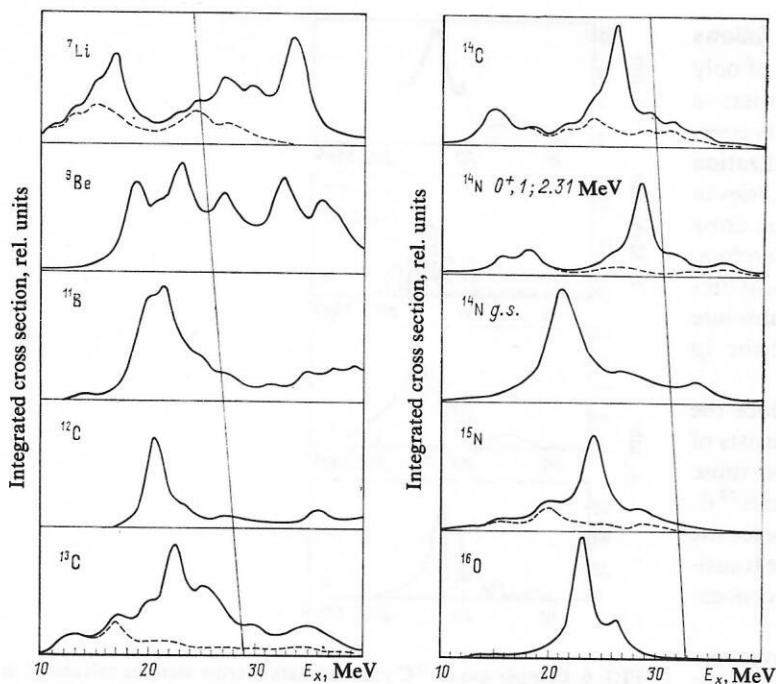 Integrated cross section, rel. units
⁷Li
⁹Be
¹¹B
¹²C
¹³C
10 20 30 Eₓ, MeV
Integrated cross section, rel. units
¹⁴C
¹⁴N 0⁺, 1; 2.31 MeV
¹⁴N g.s.
¹⁵N
¹⁶O
10 20 30 Eₓ, MeV